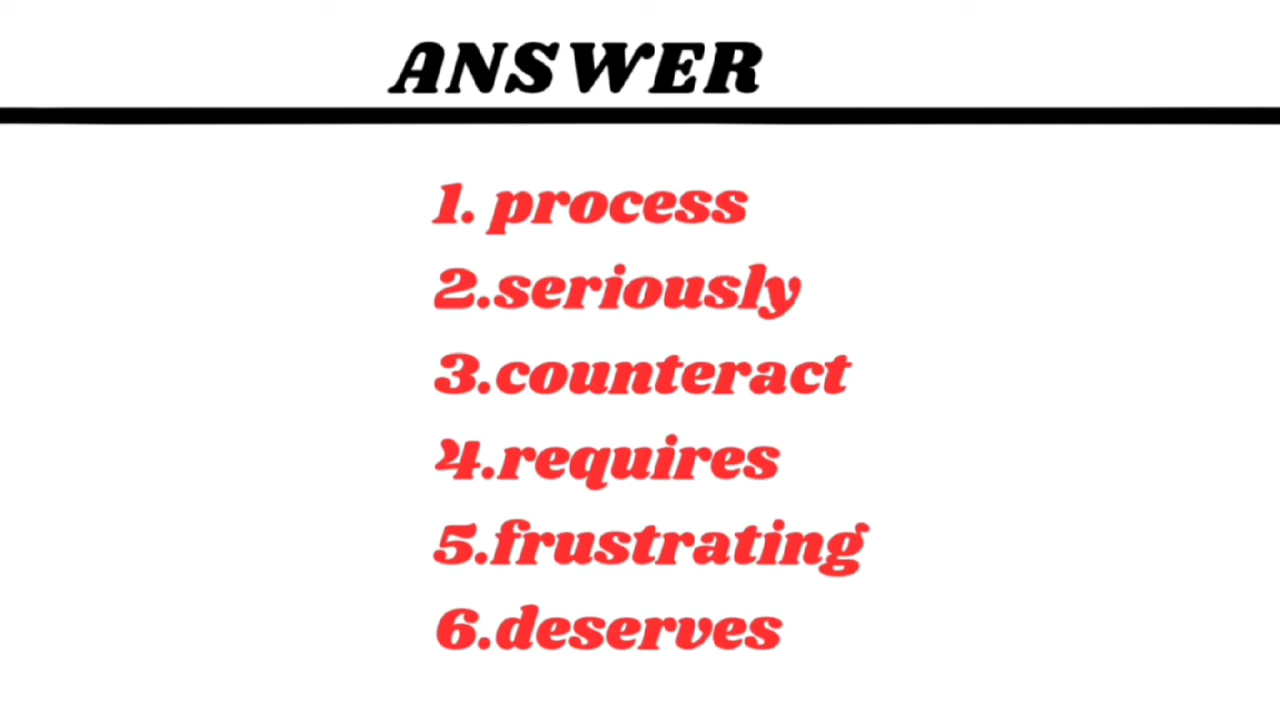 ANSWER
1. process
2.seriously
3.counteract
4.requires
5.frustrating
6.deserves